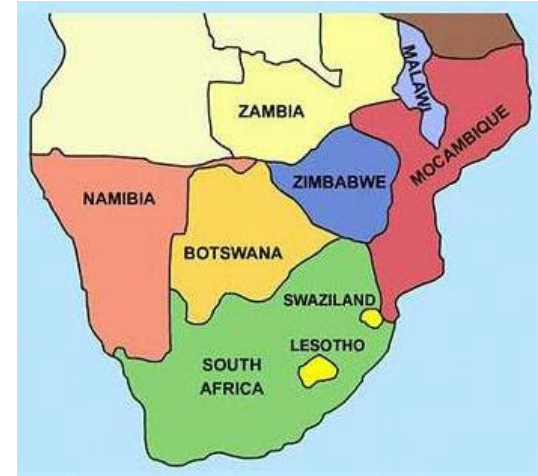 MALAWI
ZAMBIA
MOCAMBIQUE
ZIMBABWE
NAMIBIA
BOTSWANA
SWAZILAND
LESOTHO
SOUTH
AFRICA